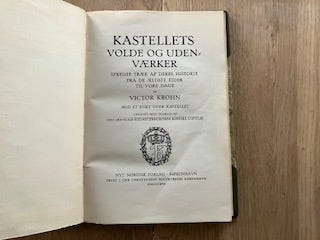 KASTELLETS
VOLDE OG UDEN=
VÆRKER
SPREDTE TRÆK AF DERES HISTORIE
FRA DE ÆLDSTE TIDER
TIL VORE DAGE
AF
VICTOR KROHN
MED ET KORT OVER KASTELLET
NYT NORDISK FORLAG · KØBENHAVN